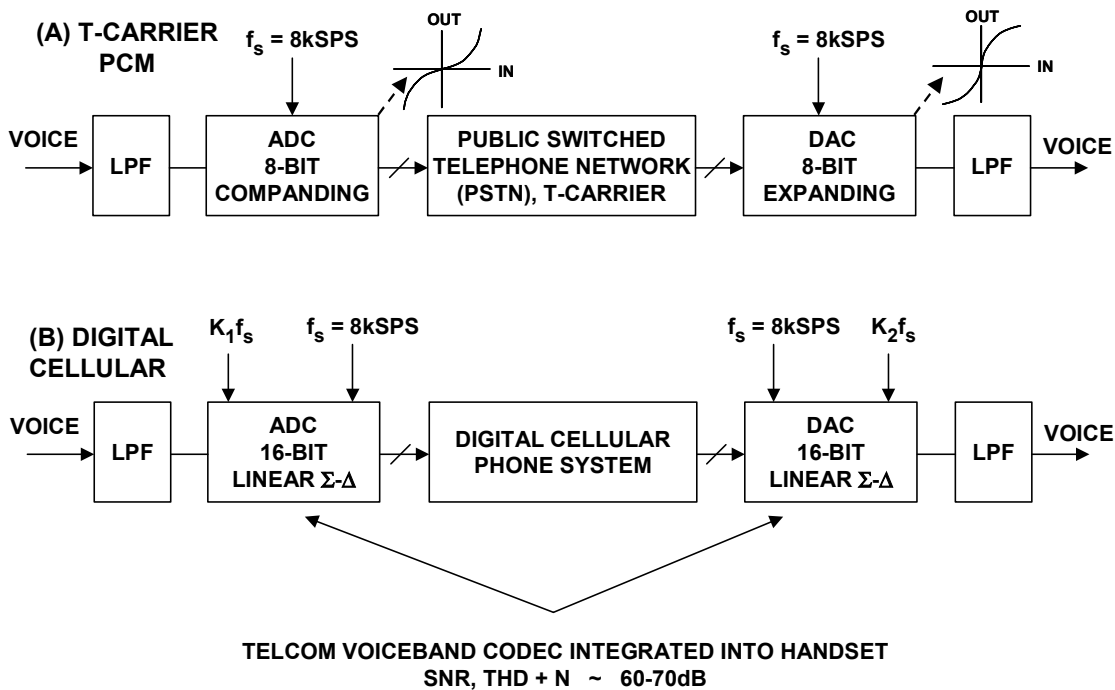 (A) T-CARRIER
PCM
fs = 8kSPS
OUT
IN
fs = 8kSPS
OUT
IN
VOICE
LPF
ADC
8-BIT
COMPANDING
PUBLIC SWITCHED
TELEPHONE NETWORK
(PSTN), T-CARRIER
DAC
8-BIT
EXPANDING
LPF
VOICE
(B) DIGITAL
CELLULAR
K1fs
fs = 8kSPS
fs = 8kSPS
K2fs
VOICE
LPF
ADC
16-BIT
LINEAR Σ-Δ
DIGITAL CELLULAR
PHONE SYSTEM
DAC
16-BIT
LINEAR Σ-Δ
LPF
VOICE
TELCOM VOICEBAND CODEC INTEGRATED INTO HANDSET
SNR, THD + N ~ 60-70dB